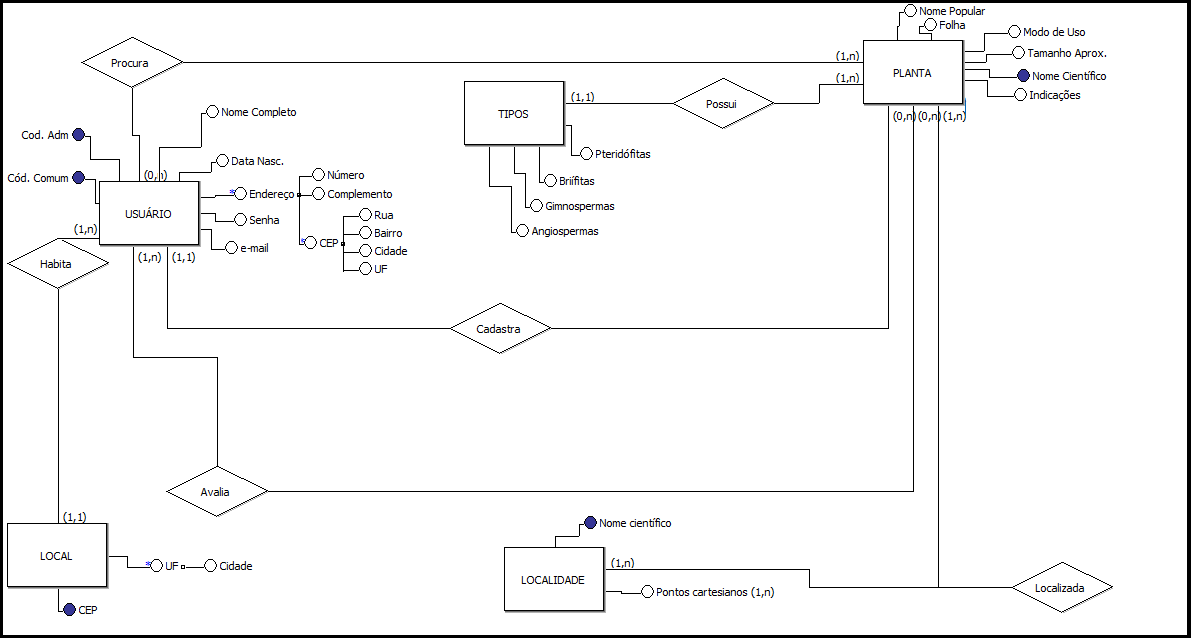 Nome Popular
Folha
Modo de Uso
Tamanho Aprox.
Nome Científico
Indicações
PLANTA
(1,n)
(1,n)
(0,n)
(0,n)
(1,n)
Procura
Possui
TIPOS
(1,1)
Pteridófitas
Briífitas
Gimnospermas
Angiospermas
Nome Completo
Cod. Adm
Data Nasc.
Cód. Comum
(0,n)
USUÁRIO
* Endereço
Número
Complemento
* CEP
Rua
Bairro
Cidade
UF
Senha
e-mail
(1,n)
(1,n)
(1,1)
Habita
Cadastra
Avalia
(1,1)
LOCAL
* UF
Cidade
CEP
Nome científico
LOCALIDADE
(1,n)
Pontos cartesianos (1,n)
Localizada